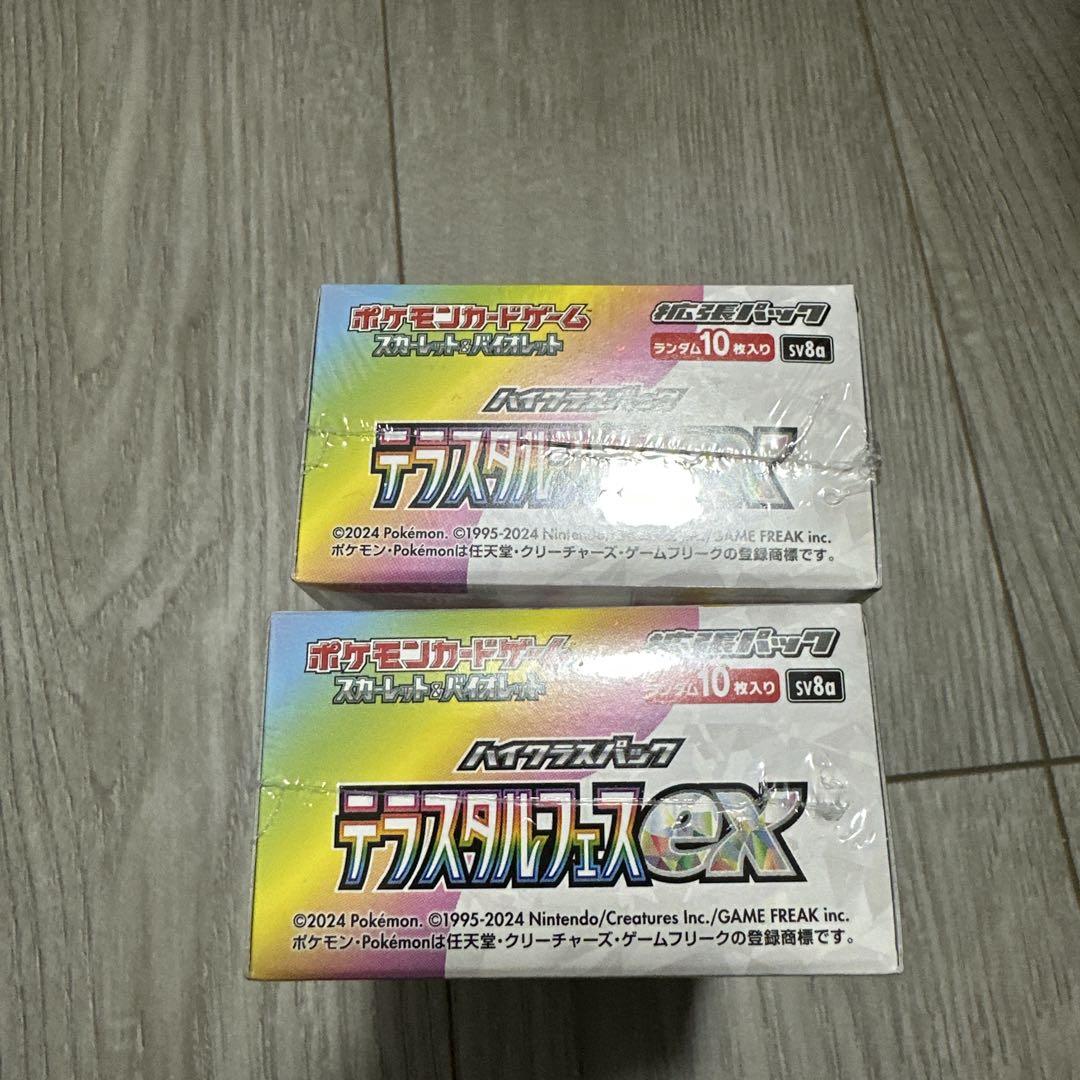 ポケモンカードゲーム
スカーレット&バイオレット
拡張パック
ランダム10枚入り sv8a
ハイクラスパック
テラスタル ex
©2024 Pokémon. ©1995-2024 Nintendo/ /GAME FREAK inc.
ポケモン・Pokémonは任天堂・クリーチャーズ・ゲームフリークの登録商標です。
ポケモンカードゲーム
スカーレット&バイオレット
拡張パック
ランダム10枚入り sv8a
ハイクラスパック
テラスタルフェスex
©2024 Pokémon. ©1995-2024 Nintendo/Creatures Inc./GAME FREAK inc.
ポケモン・Pokémonは任天堂・クリーチャーズ・ゲームフリークの登録商標です。